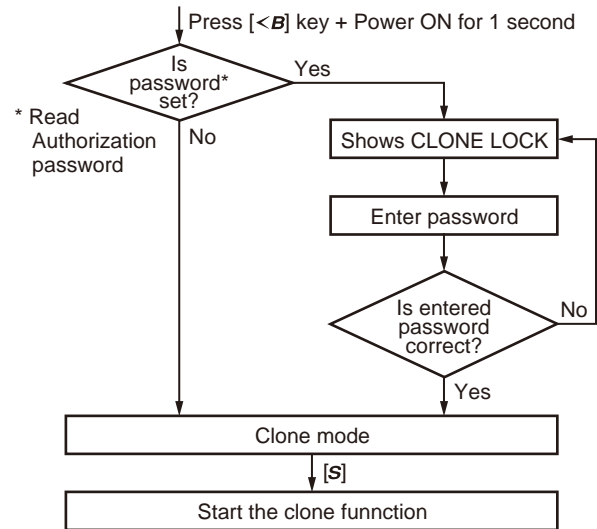 Press [<B] key + Power ON for 1 second
Is
password*
set?
Yes
* Read
Authorization
password
No
Shows CLONE LOCK
Enter password
Is entered
password
correct?
No
Yes
Clone mode
[S]
Start the clone funnction